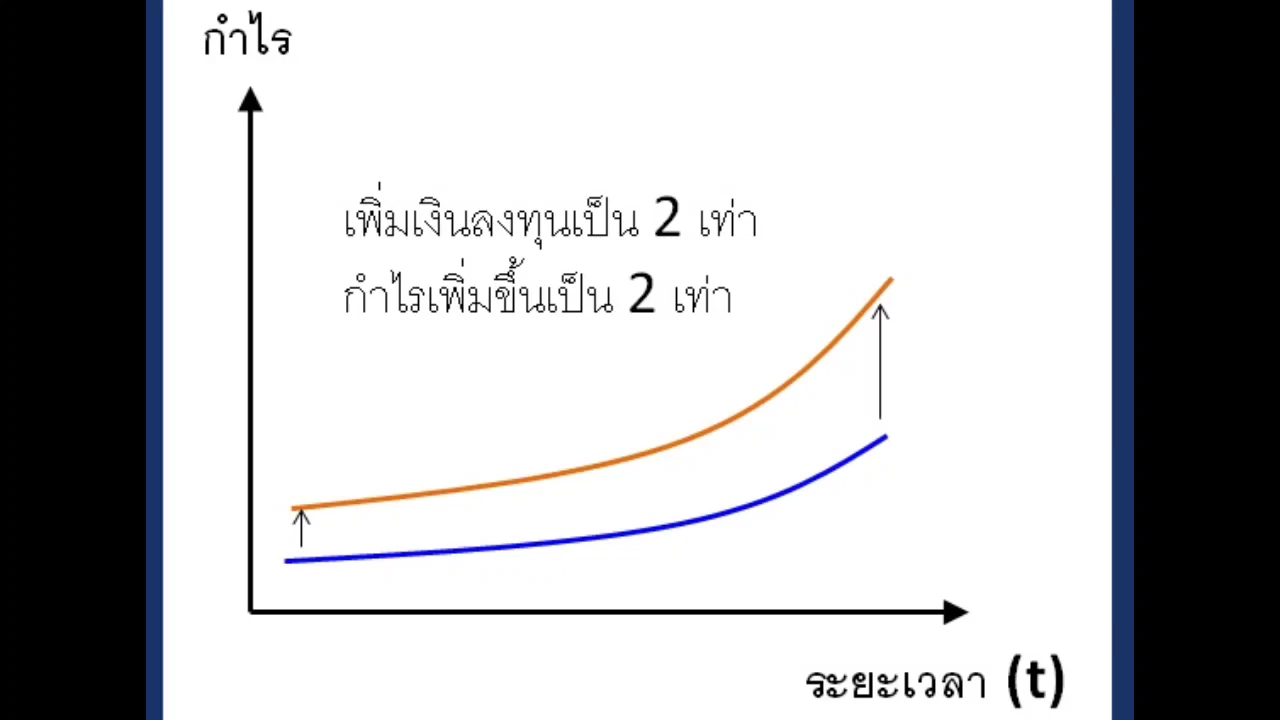 กำไร
เพิ่มเงินลงทุนเป็น 2 เท่า
กำไรเพิ่มขึ้นเป็น 2 เท่า
ระยะเวลา (t)